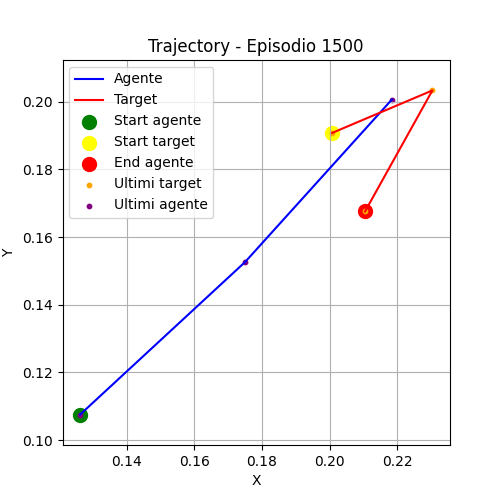 Trajectory - Episodio 1500
Agente
Target
Start agente
Start target
End agente
Ultimi target
Ultimi agente
0.20
0.18
0.16
0.14
0.12
0.10
Y
0.14 0.16 0.18 0.20 0.22
X